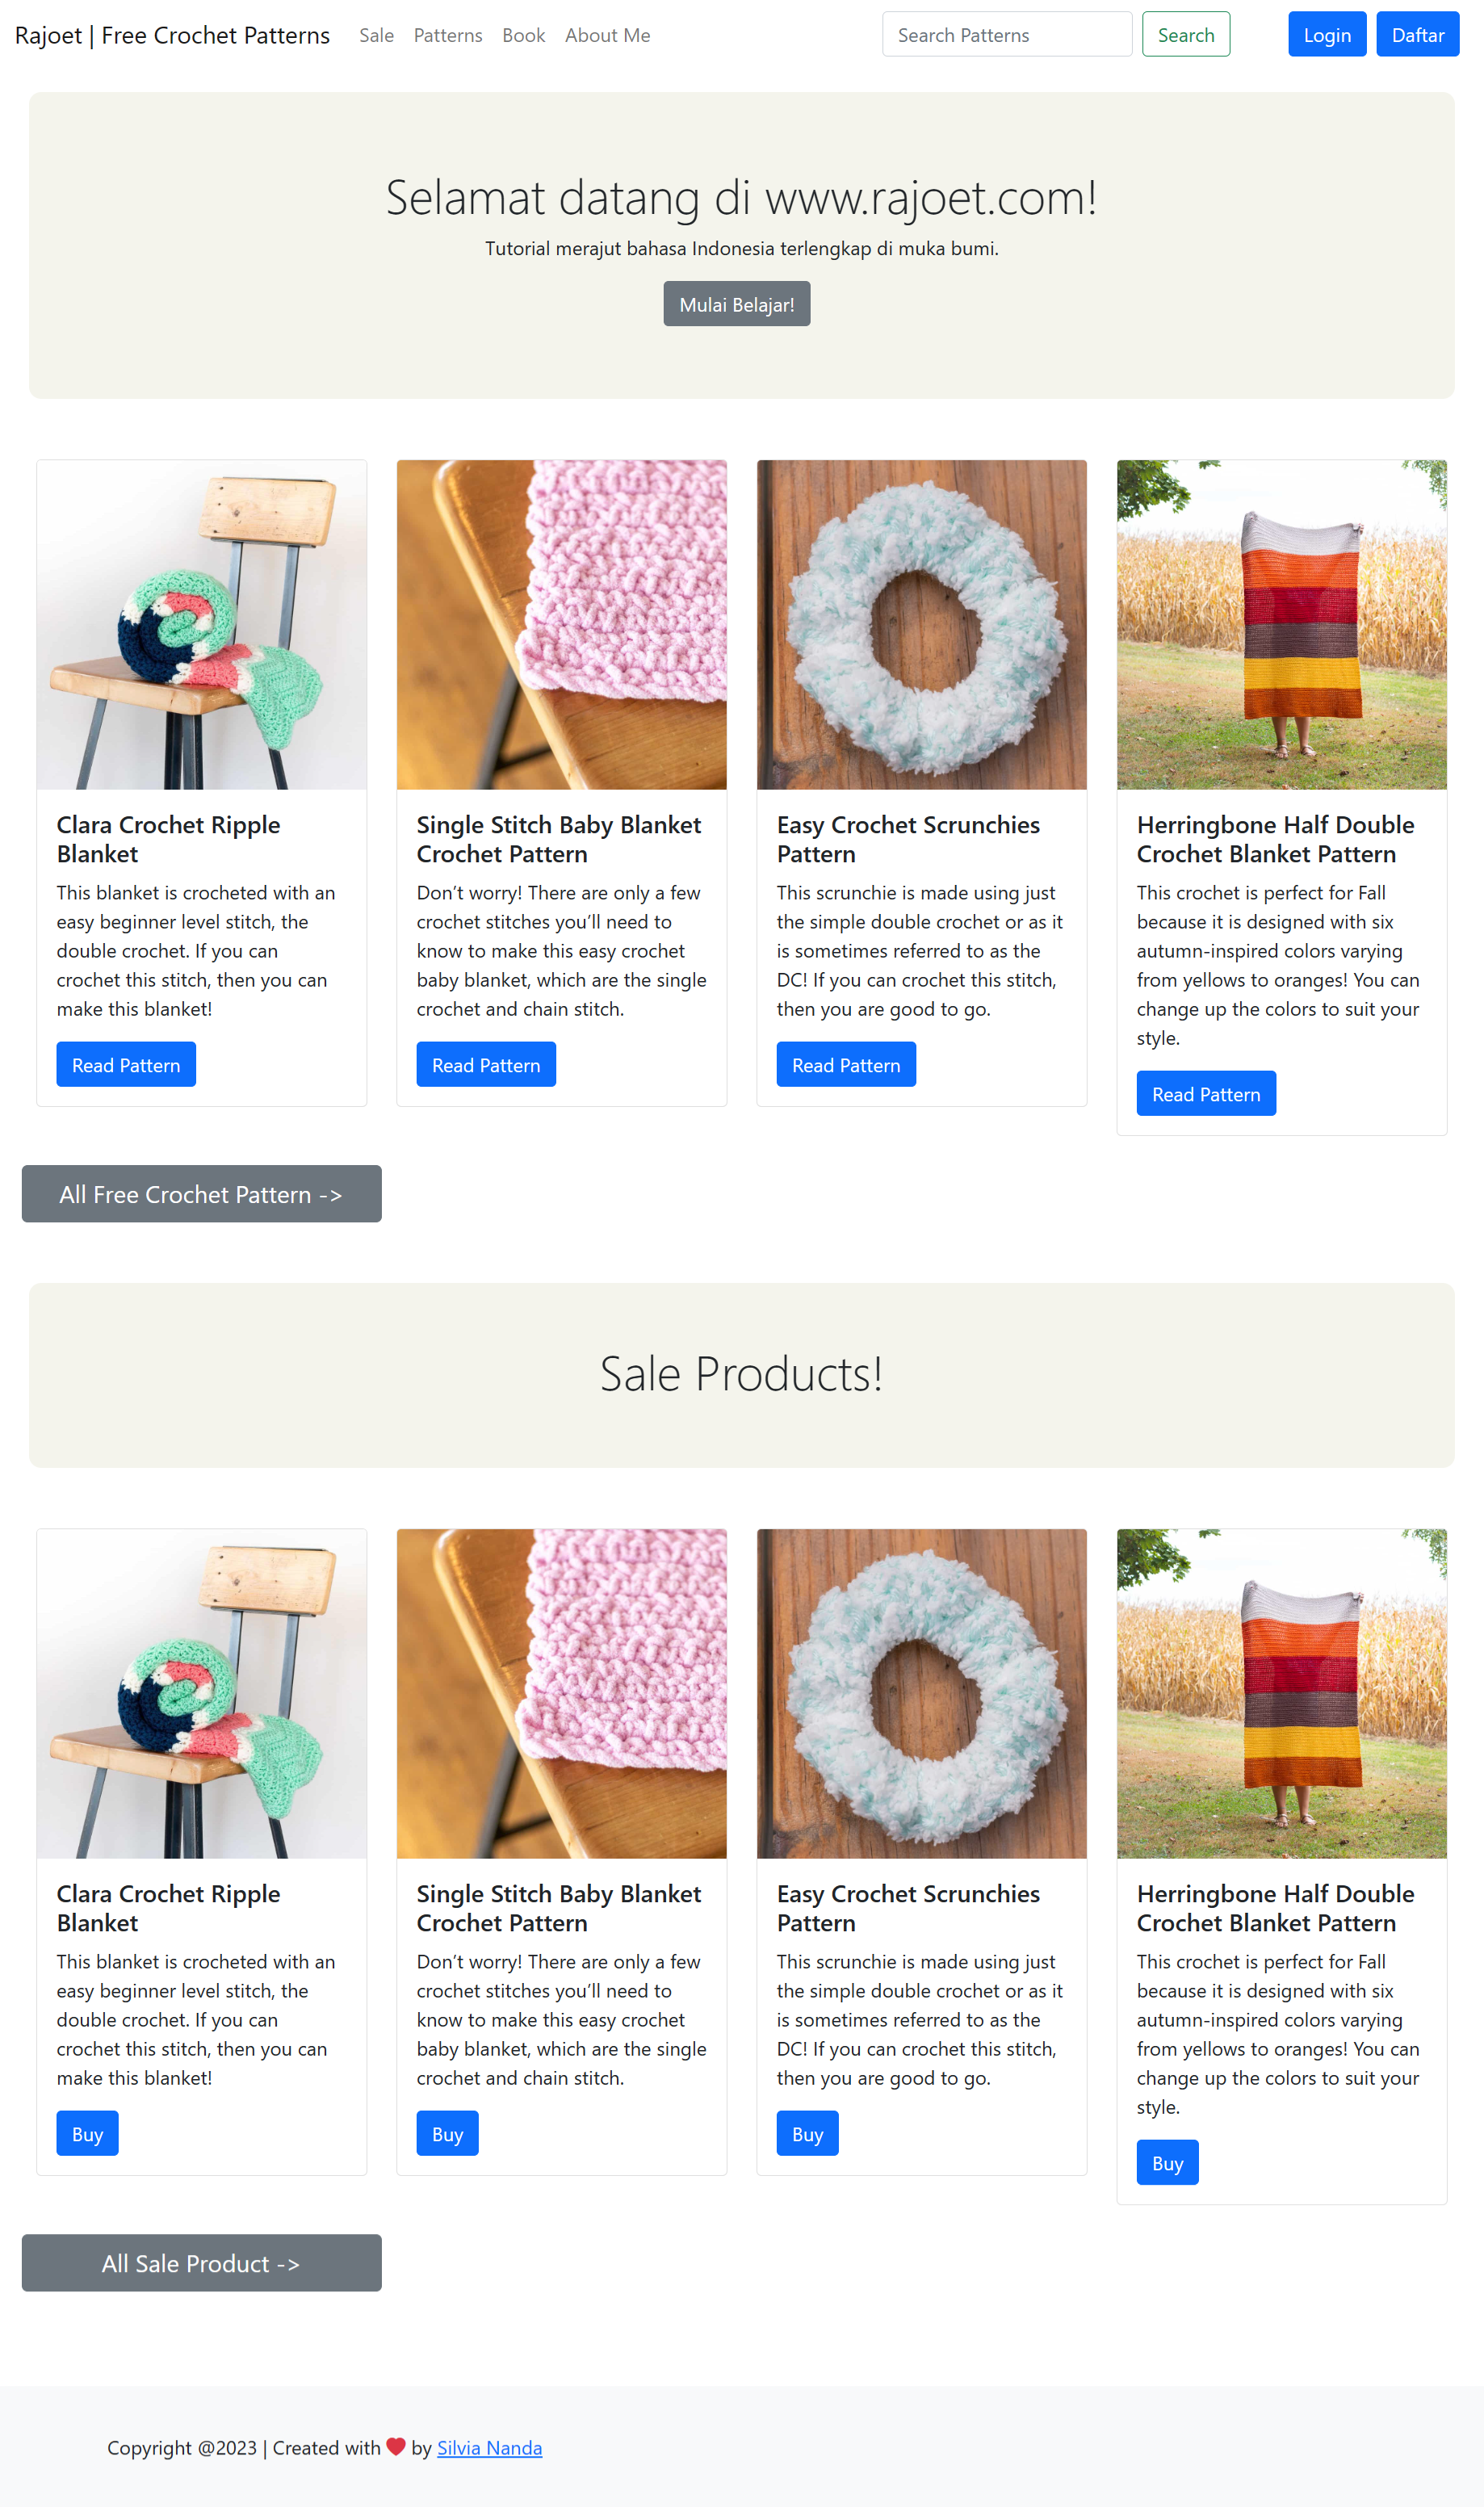 Rajoet | Free Crochet Patterns Sale Patterns Book About Me Search Patterns Search Login Daftar
Selamat datang di www.rajoet.com!
Tutorial merajut bahasa Indonesia terlengkap di muka bumi.
Mulai Belajar!
Clara Crochet Ripple
Blanket
This blanket is crocheted with an
easy beginner level stitch, the
double crochet. If you can
crochet this stitch, then you can
make this blanket!
Read Pattern
Single Stitch Baby Blanket
Crochet Pattern
Don’t worry! There are only a few
crochet stitches you’ll need to
know to make this easy crochet
baby blanket, which are the single
crochet and chain stitch.
Read Pattern
Easy Crochet Scrunchies
Pattern
This scrunchie is made using just
the simple double crochet or as it
is sometimes referred to as the
DC! If you can crochet this stitch,
then you are good to go.
Read Pattern
Herringbone Half Double
Crochet Blanket Pattern
This crochet is perfect for Fall
because it is designed with six
autumn-inspired colors varying
from yellows to oranges! You can
change up the colors to suit your
style.
Read Pattern
All Free Crochet Pattern ->
Sale Products!
Clara Crochet Ripple
Blanket
This blanket is crocheted with an
easy beginner level stitch, the
double crochet. If you can
crochet this stitch, then you can
make this blanket!
Buy
Single Stitch Baby Blanket
Crochet Pattern
Don’t worry! There are only a few
crochet stitches you’ll need to
know to make this easy crochet
baby blanket, which are the single
crochet and chain stitch.
Buy
Easy Crochet Scrunchies
Pattern
This scrunchie is made using just
the simple double crochet or as it
is sometimes referred to as the
DC! If you can crochet this stitch,
then you are good to go.
Buy
Herringbone Half Double
Crochet Blanket Pattern
This crochet is perfect for Fall
because it is designed with six
autumn-inspired colors varying
from yellows to oranges! You can
change up the colors to suit your
style.
Buy
All Sale Product ->
Copyright @2023 | Created with ❤ by Silvia Nanda